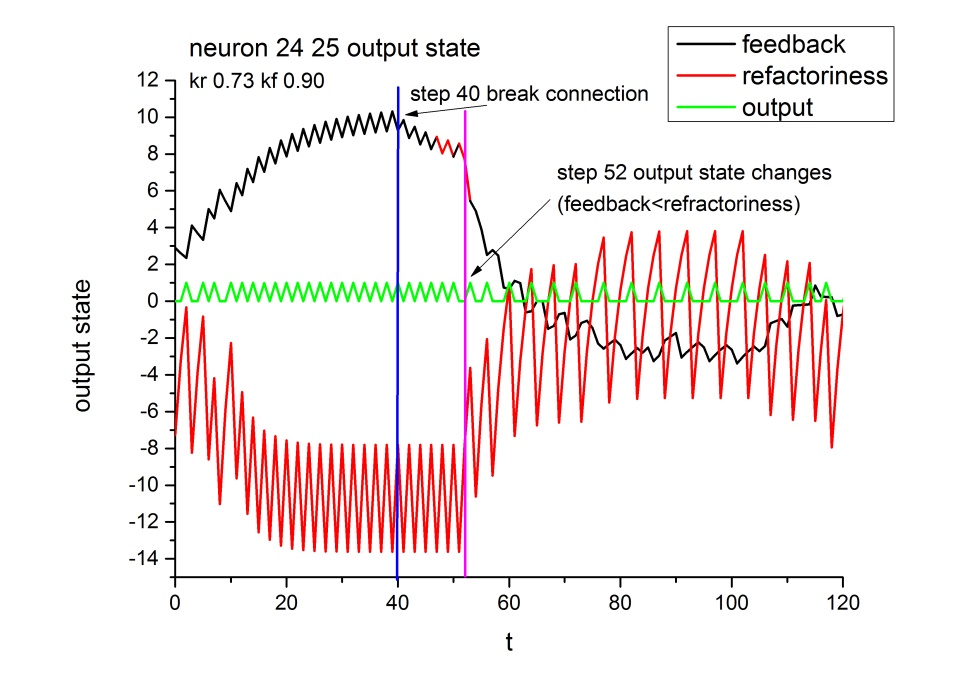 neuron 24 25 output state
kr 0.73 kf 0.90
feedback
refactoriness
output
step 40 break connection
step 52 output state changes
(feedback<refractoriness)
output state
12
10
8
6
4
2
0
-2
-4
-6
-8
-10
-12
-14
0
20
40
60
80
100
120
t